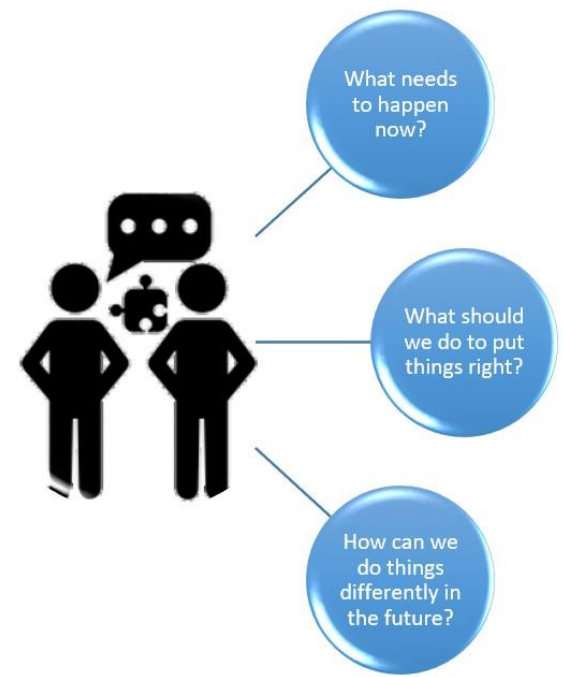 What needs
to happen
now?
What should
we do to put
things right?
How can we
do things
differently in
the future?